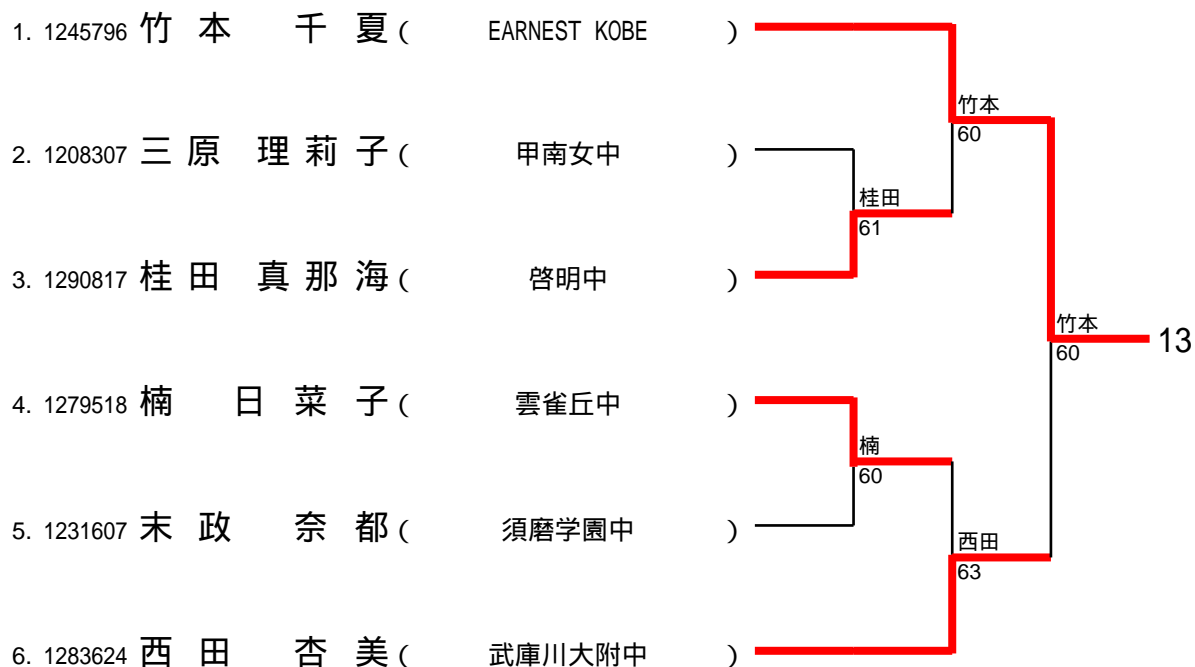 1. 1245796 竹本 千夏 ( EARNEST KOBE )
竹本
60
2. 1208307 三原 理莉子 ( 甲南女中 )
桂田
61
3. 1290817 桂田 真那海 ( 啓明中 )
竹本
60
13
4. 1279518 楠 日菜子 ( 雲雀丘中 )
楠
60
5. 1231607 末政 奈都 ( 須磨学園中 )
西田
63
6. 1283624 西田 杏美 ( 武庫川大附中 )